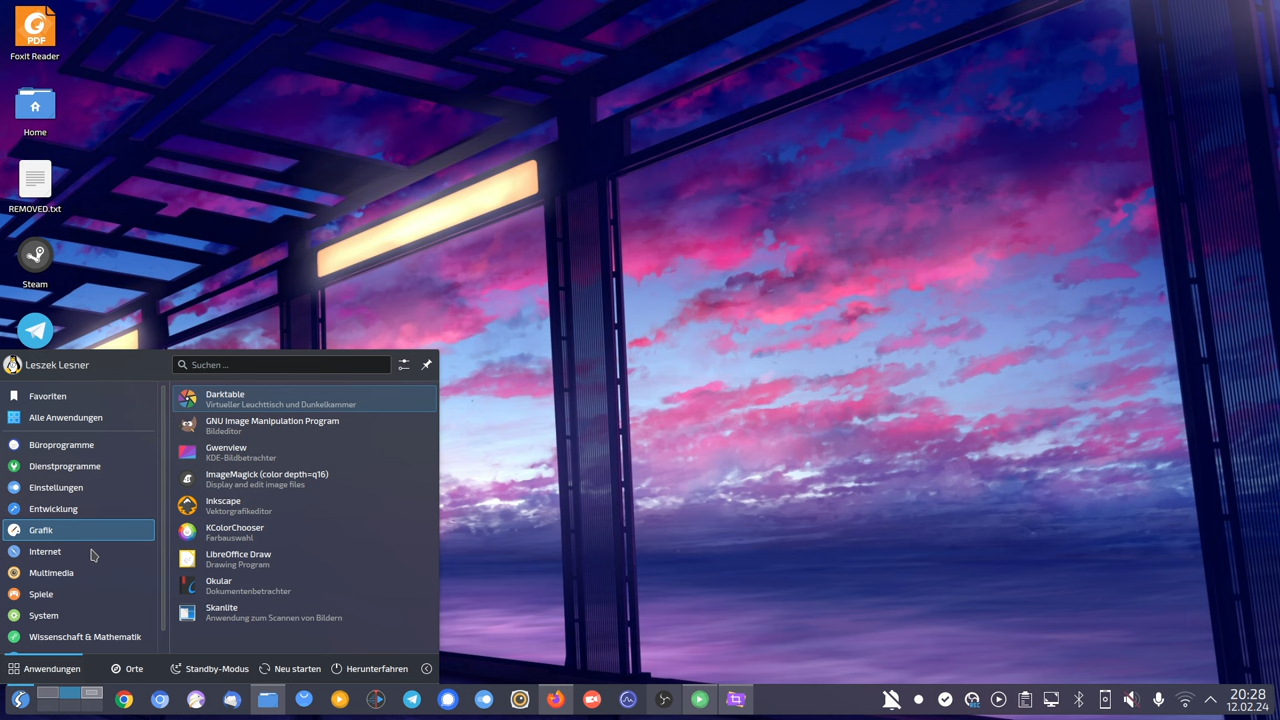 PDF
Foxit Reader
Home
REMOVED.txt
Steam
Leszek Lesner
Suchen ...
Favoriten
Alle Anwendungen
Büroprogramme
Dienstprogramme
Einstellungen
Entwicklung
Grafik
Internet
Multimedia
Spiele
System
Wissenschaft & Mathematik
Darktable
Virtueller Leuchttisch und Dunkelkammer
GNU Image Manipulation Program
Bildeditor
Gwenview
KDE-Bildbetrachter
ImageMagick (color depth=q16)
Display and edit image files
Inkscape
Vektorgrafikeditor
KColorChooser
Farbauswahl
LibreOffice Draw
Drawing Program
Okular
Dokumentenbetrachter
Skanlite
Anwendung zum Scannen von Bildern
Anwendungen
Orte
Standby-Modus
Neu starten
Herunterfahren
REC
20:28
12.02.24